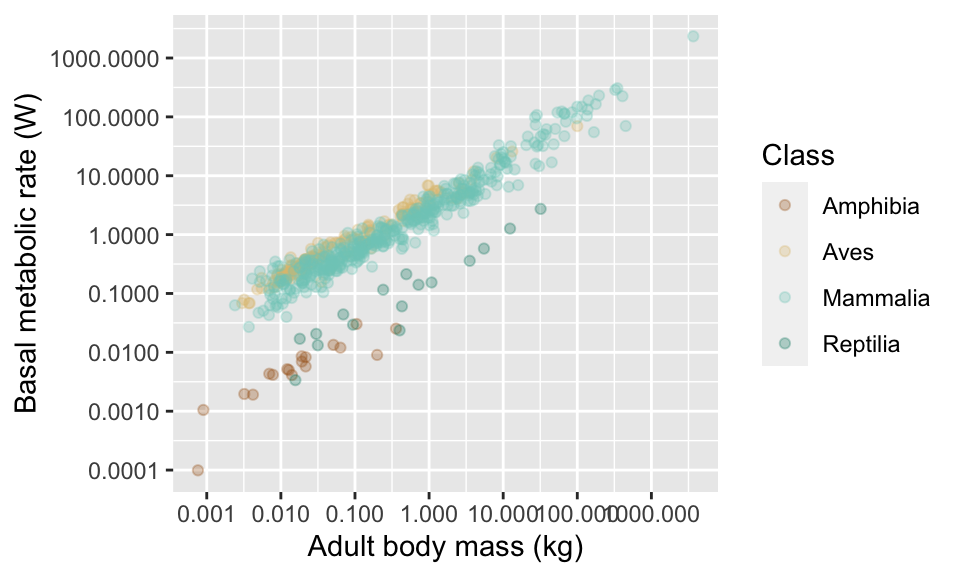 Basal metabolic rate (W)
1000.0000
100.0000
10.0000
1.0000
0.1000
0.0100
0.0010
0.0001
0.001 0.010 0.100 1.000 10.000 100.000 1000.000
Adult body mass (kg)
Class
Amphibia
Aves
Mammalia
Reptilia